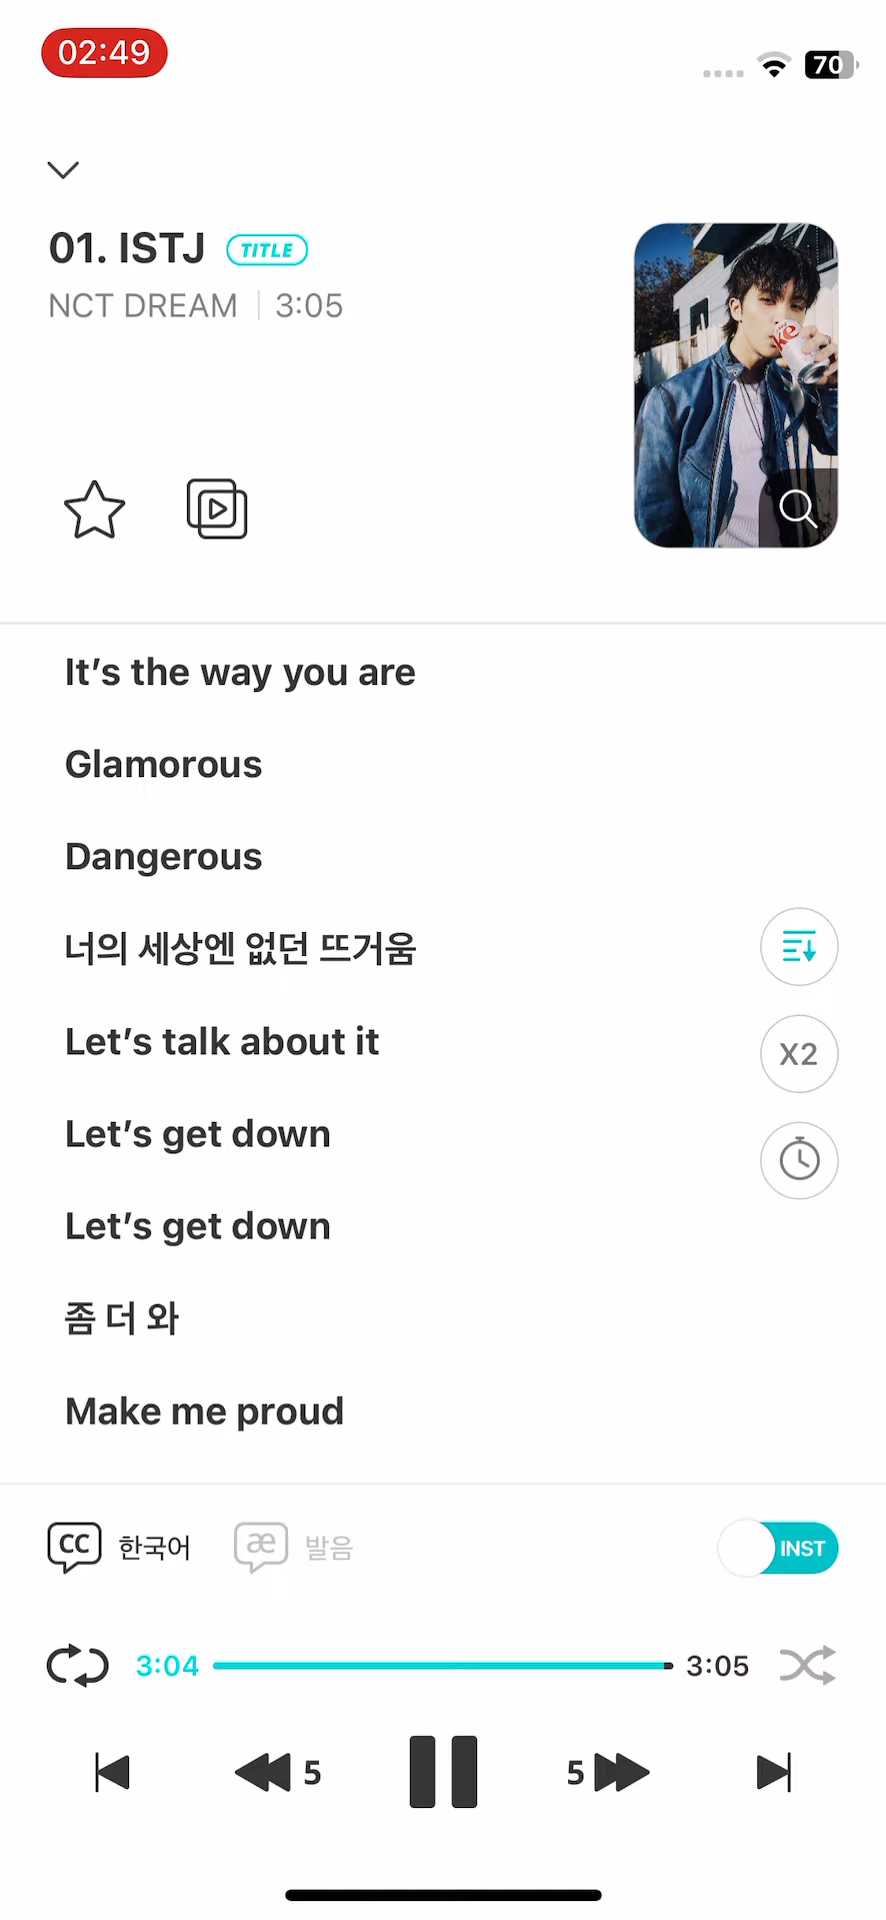 02:49
70
01. ISTJ TITLE
NCT DREAM 3:05
ke
It's the way you are
Glamorous
Dangerous
너의 세상엔 없던 뜨거움
Let's talk about it
X2
Let's get down
Let's get down
좀 더 와
Make me proud
CC 한국어 æ 발음 INST
3:04 3:05
5 5